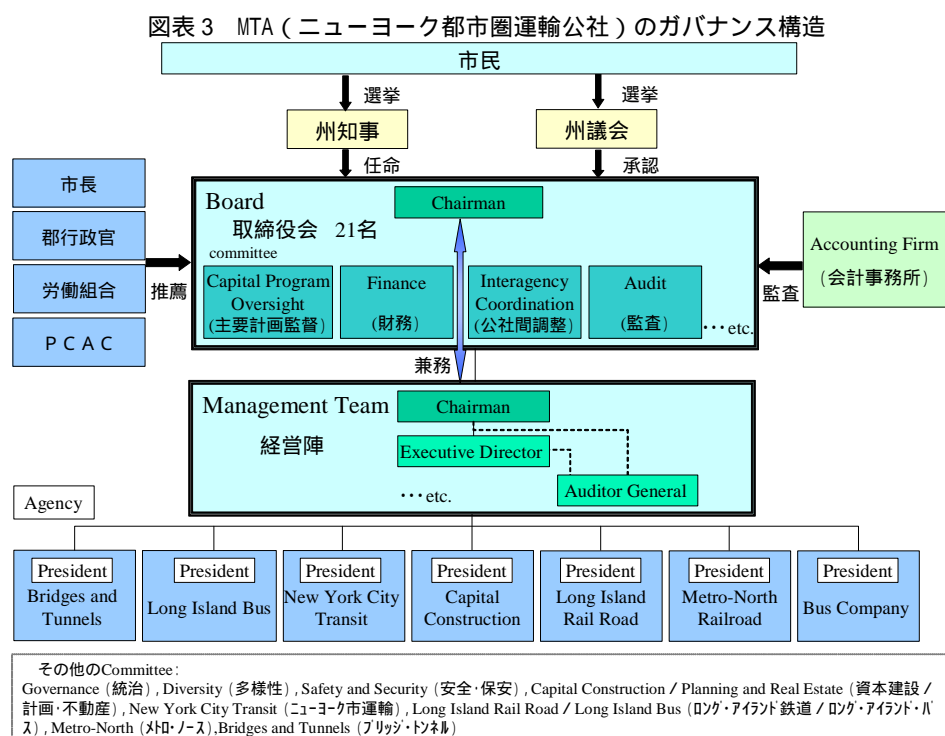 図表3 MTA(ニューヨーク都市圏運輸公社)のガバナンス構造
市民
選挙
選挙
州知事
州議会
任命
承認
市長
郡行政官
労働組合
PCAC
推薦
Board
Chairman
取締役会 21名
committee
Capital Program
Oversight
(主要計画監督)
Finance
(財務)
Interagency
Coordination
(公社間調整)
Audit
(監査)
…etc.
Accounting Firm
(会計事務所)
監査
兼務
Management Team
Chairman
経営陣
Executive Director
…etc.
Auditor General
Agency
President
Bridges and
Tunnels
President
Long Island Bus
President
New York City
Transit
President
Capital
Construction
President
Long Island
Rail Road
President
Metro-North
Railroad
President
Bus Company
その他のCommittee:
Governance(統治),Diversity(多様性),Safety and Security(安全・保安),Capital Construction / Planning and Real Estate(資本建設/
計画・不動産),New York City Transit(ニューヨーク市運輸),Long Island Rail Road / Long Island Bus(ロング・アイランド鉄道/ロング・アイランド・バ
ス),Metro-North(メトロ・ノース),Bridges and Tunnels(ブリッジ・トンネル)